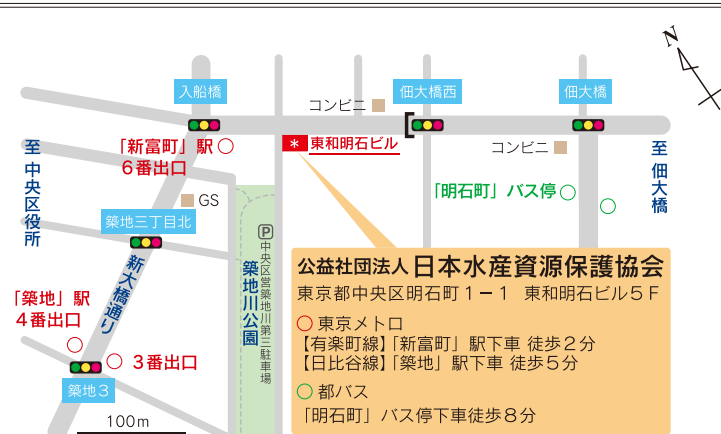 N
入船橋
佃大橋西
佃大橋
コンビニ
東和明石ビル
コンビニ
「新富町」駅
6番出口
至 中央区役所
至 佃大橋
「明石町」バス停
GS
築地三丁目北
新大橋通り
P
中央区営築地川第三駐車場
築地川公園
「築地」駅
4番出口
3番出口
築地3
100m
公益社団法人日本水産資源保護協会
東京都中央区明石町1－1 東和明石ビル5F
東京メトロ
【有楽町線】「新富町」駅下車 徒歩2分
【日比谷線】「築地」駅下車 徒歩5分
都バス
「明石町」バス停下車徒歩8分